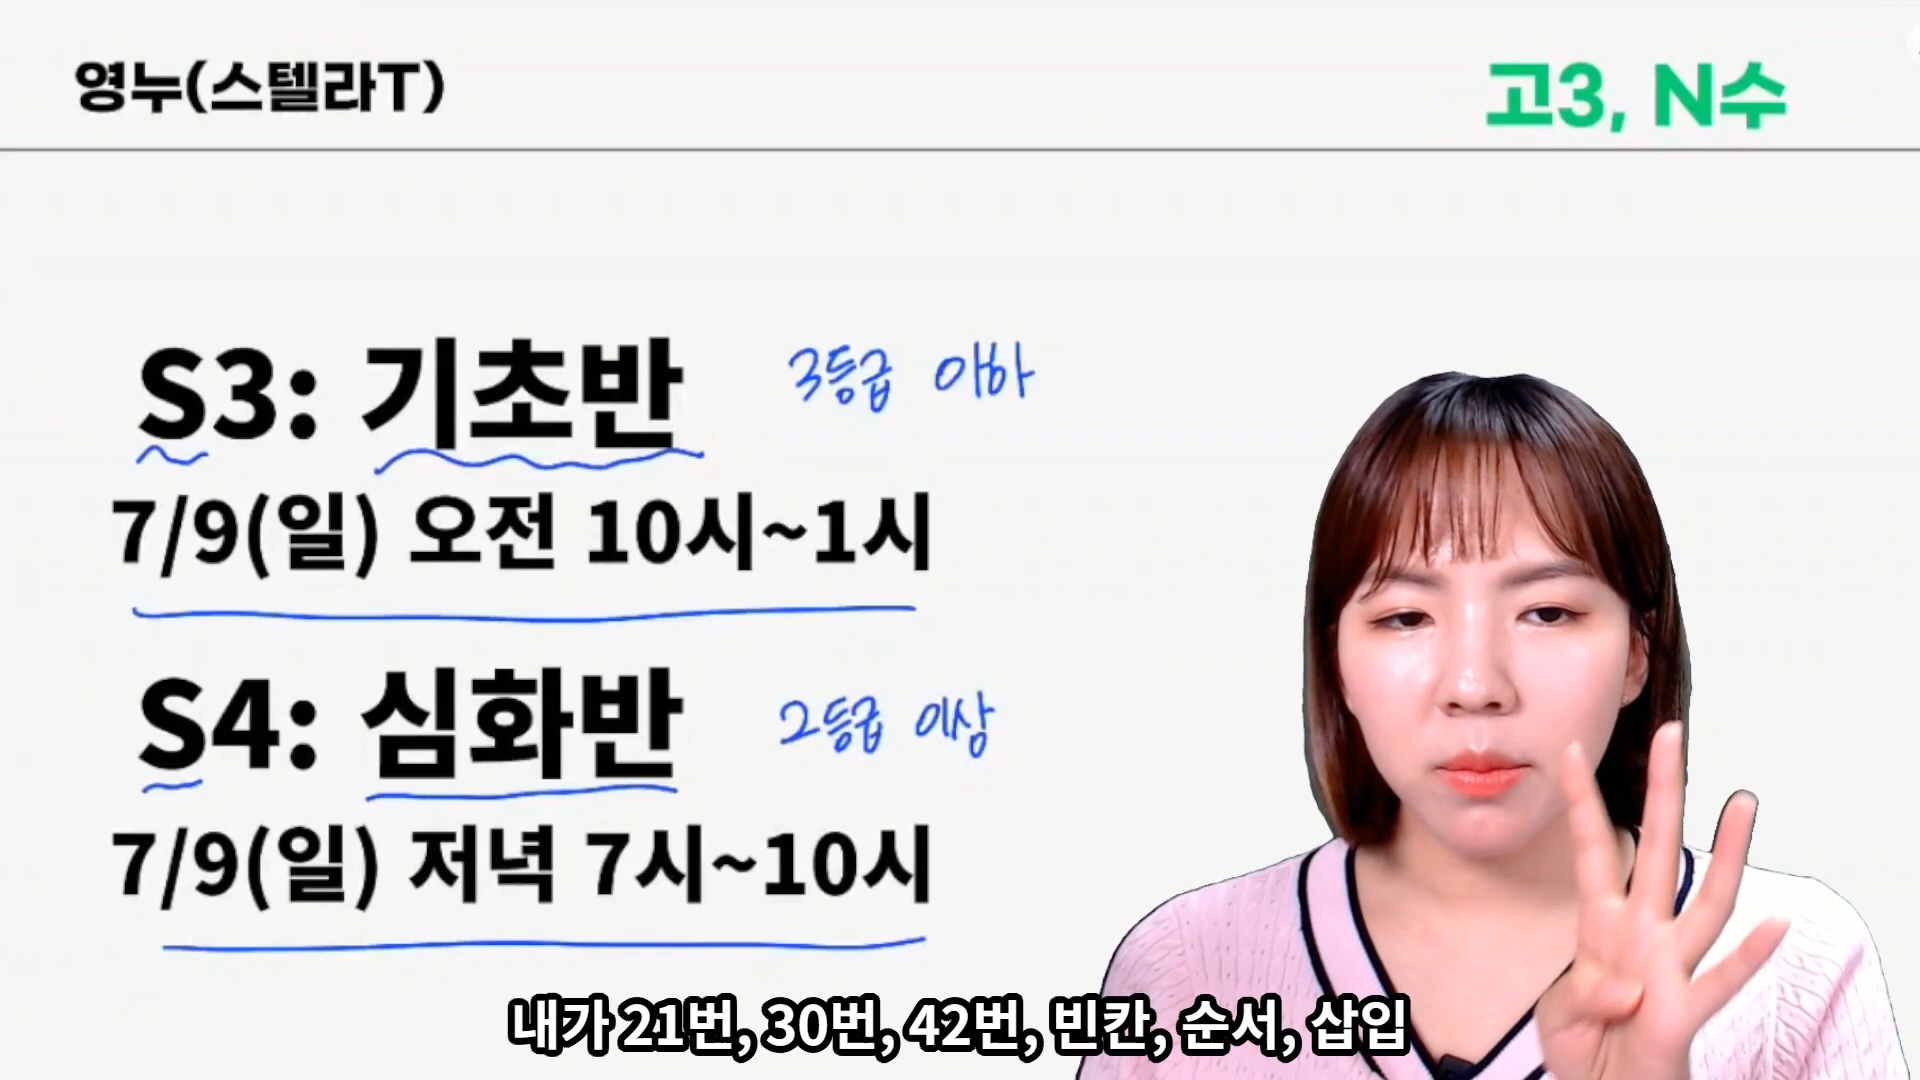 영누(스텔라T)
고3, N수
S3: 기초반 3등급 이하
7/9(일) 오전 10시~1시
S4: 심화반 2등급 이상
7/9(일) 저녁 7시~10시
내가 21번, 30번, 42번, 빈칸, 순서, 삽입